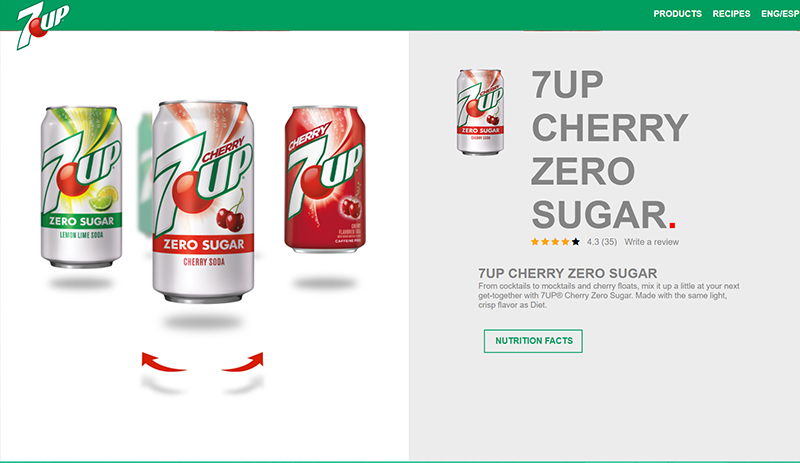 7UP
PRODUCTS RECIPES ENG/ESP
7UP
ZERO SUGAR
LEMON LIME SODA
CHERRY
7UP
ZERO SUGAR
CHERRY SODA
CHERRY
7UP
CHERRY
FLAVORED SODA
CAFFEINE FREE
CHERRY
7UP
ZERO SUGAR
CHERRY SODA
7UP
CHERRY
ZERO
SUGAR.
4.3 (35) Write a review
7UP CHERRY ZERO SUGAR
From cocktails to mocktails and cherry floats, mix it up a little at your next
get-together with 7UP® Cherry Zero Sugar. Made with the same light,
crisp flavor as Diet.
NUTRITION FACTS